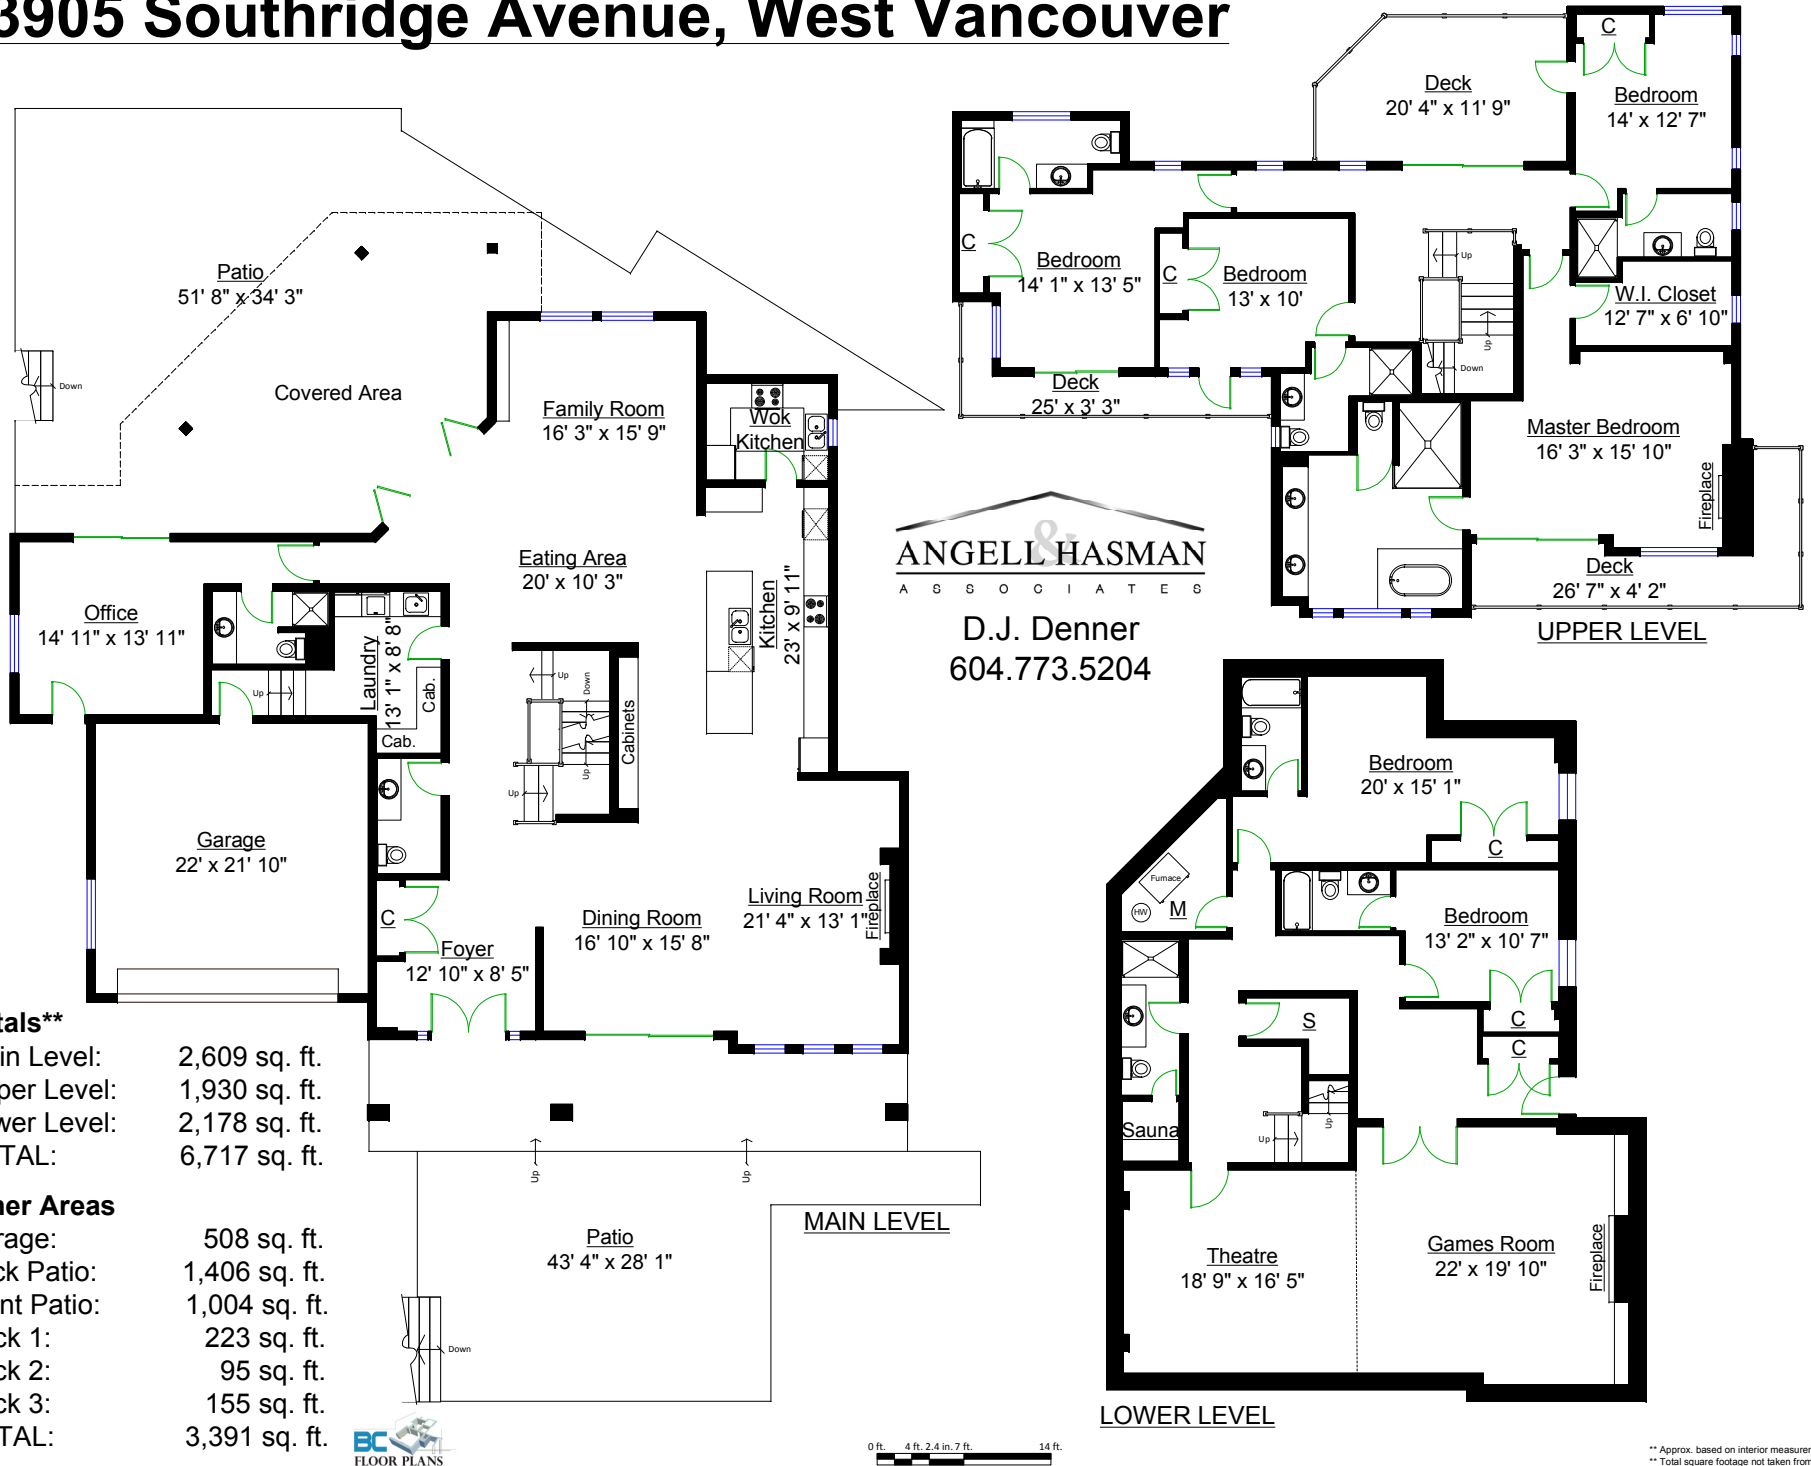 3905 Southridge Avenue, West Vancouver
Patio
51' 8" x 34' 3"
Down
Covered Area
Family Room
16' 3" x 15' 9"
Wok
Kitchen
Eating Area
20' x 10' 3"
Kitchen
23' x 9' 11"
Office
14' 11" x 13' 11"
Laundry
13' 1" x 8' 8"
Cab.
Cab.
Up
Up
Down
Up
Up
Cabinets
Garage
22' x 21' 10"
C
Foyer
12' 10" x 8' 5"
Dining Room
16' 10" x 15' 8"
Living Room
21' 4" x 13' 1"
Fireplace
Up
Up
MAIN LEVEL
Patio
43' 4" x 28' 1"
Down
tals**
in Level: 2,609 sq. ft.
per Level: 1,930 sq. ft.
wer Level: 2,178 sq. ft.
TAL: 6,717 sq. ft.
ner Areas
rage: 508 sq. ft.
ck Patio: 1,406 sq. ft.
nt Patio: 1,004 sq. ft.
ck 1: 223 sq. ft.
ck 2: 95 sq. ft.
ck 3: 155 sq. ft.
TAL: 3,391 sq. ft.
BC
FLOOR PLANS
0 ft. 4 ft. 2.4 in. 7 ft. 14 ft.
ANGELL & HASMAN
ASSOCIATES
D.J. Denner
604.773.5204
Deck
20' 4" x 11' 9"
C
Bedroom
14' x 12' 7"
C
Bedroom
14' 1" x 13' 5"
C
Bedroom
13' x 10'
Up
Up
Down
W.I. Closet
12' 7" x 6' 10"
Deck
25' x 3' 3"
Master Bedroom
16' 3" x 15' 10"
Fireplace
Deck
26' 7" x 4' 2"
UPPER LEVEL
Bedroom
20' x 15' 1"
C
Furnace
HW
M
Bedroom
13' 2" x 10' 7"
C
C
S
Sauna
Up
Up
Theatre
18' 9" x 16' 5"
Games Room
22' x 19' 10"
Fireplace
LOWER LEVEL
** Approx. based on interior measurer
** Total square footage not taken from